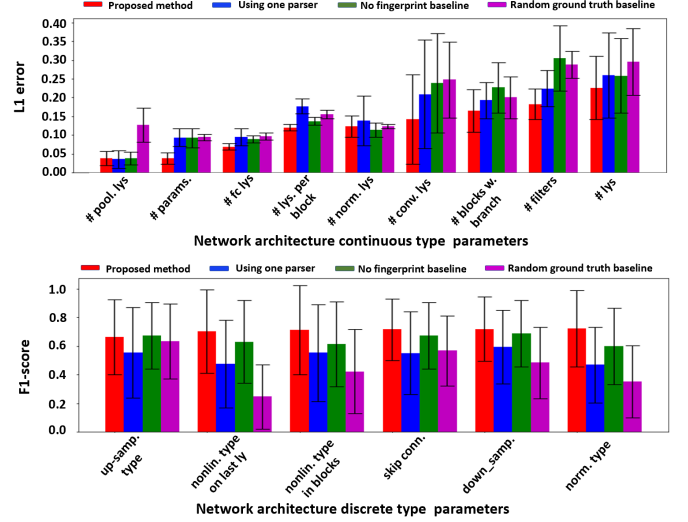 Proposed method Using one parser No fingerprint baseline Random ground truth baseline
0.40
0.35
0.30
0.25
0.20
0.15
0.10
0.05
0.00
L1 error
# pool. lys
# params.
# fc lys
# lys. per
block
# norm. lys
# conv. lys
# blocks w.
branch
# filters
# lys
Network architecture continuous type parameters
Proposed method Using one parser No fingerprint baseline Random ground truth baseline
1.0
0.8
0.6
0.4
0.2
0.0
F1-score
up-samp.
type
nonlin. type
on last ly
nonlin. type
in blocks
skip conn.
down_samp.
norm. type
Network architecture discrete type parameters